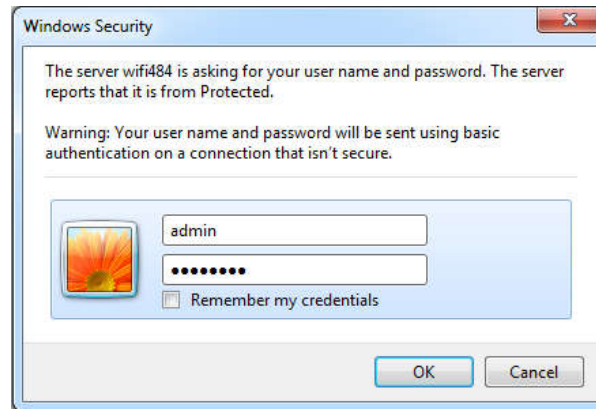 Windows Security
The server wifi484 is asking for your user name and password. The server
reports that it is from Protected.
Warning: Your user name and password will be sent using basic
authentication on a connection that isn't secure.
admin
●●●●●●●●
Remember my credentials
OK
Cancel